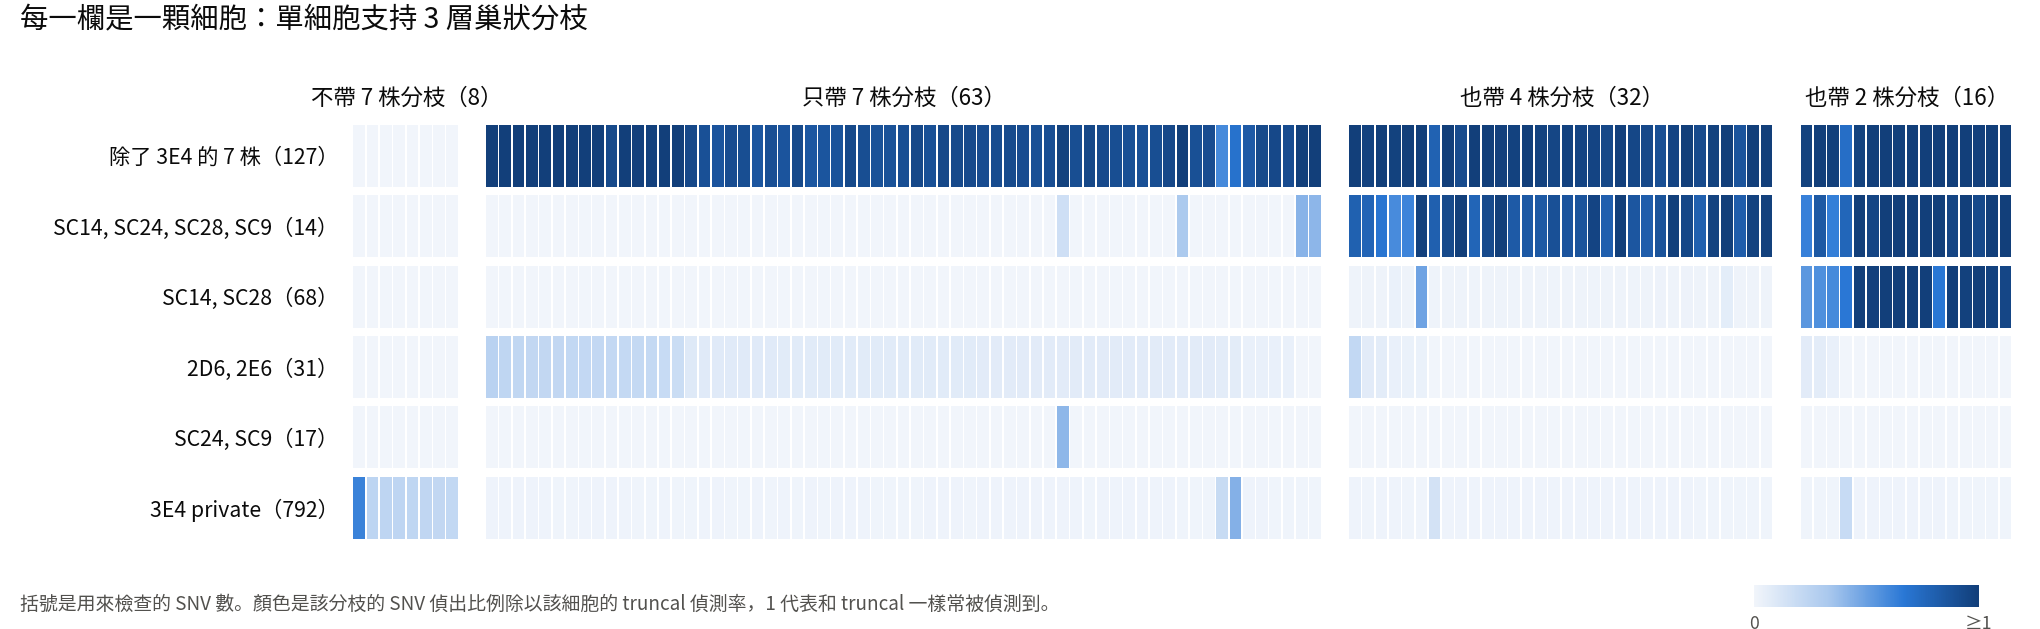 每一欄是一顆細胞：單細胞支持 3 層巢狀分枝
不帶 7 株分枝（8）
只帶 7 株分枝（63）
也帶 4 株分枝（32）
也帶 2 株分枝（16）
除了 3E4 的 7 株（127）
SC14, SC24, SC28, SC9（14）
SC14, SC28（68）
2D6, 2E6（31）
SC24, SC9（17）
3E4 private（792）
括號是用來檢查的 SNV 數。顏色是該分枝的 SNV 偵出比例除以該細胞的 truncal 偵測率，1 代表和 truncal 一樣常被偵測到。
0
≥1